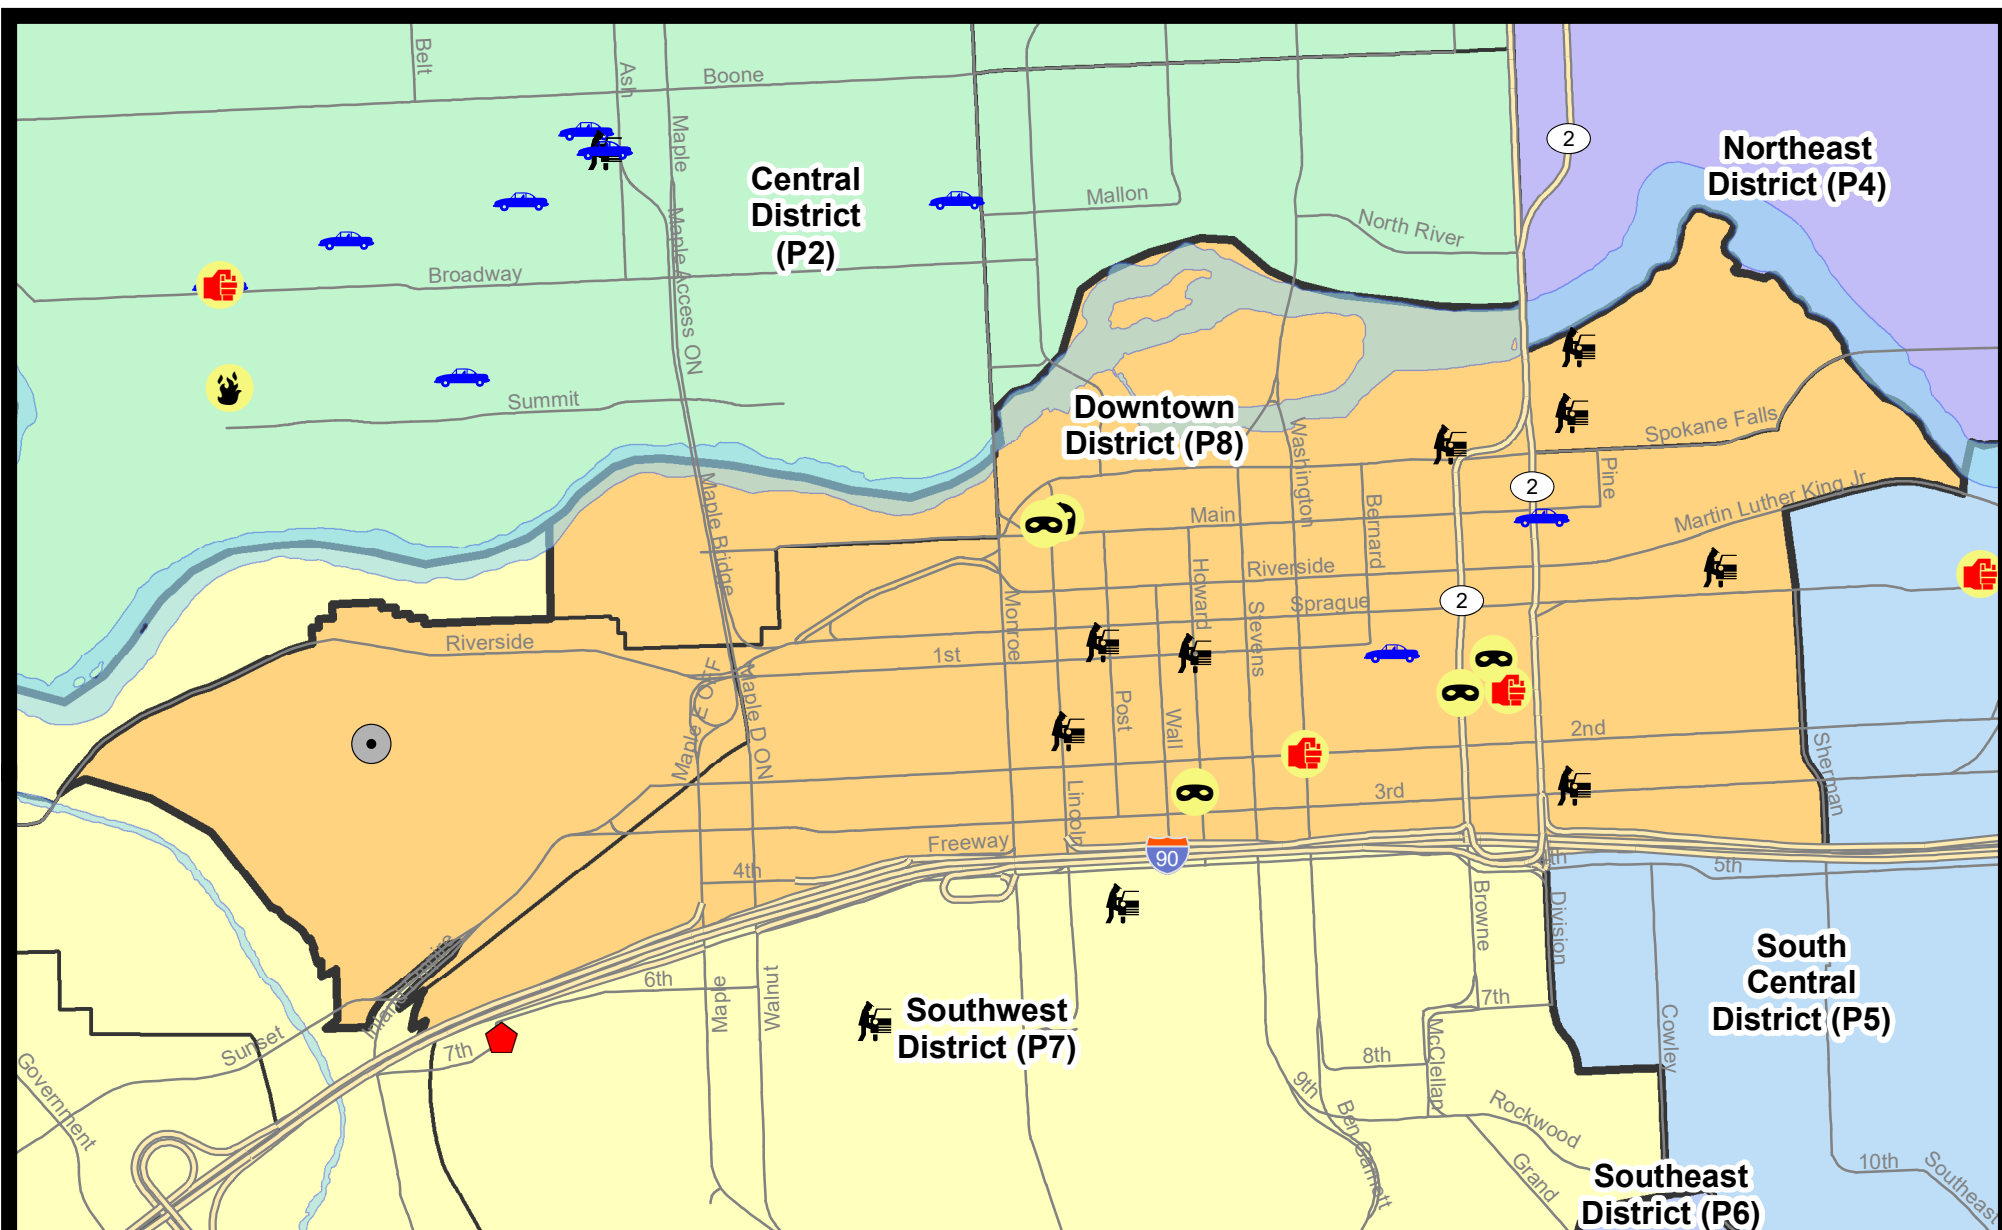 Belt
Ash
Boone
Maple
2
Northeast
District (P4)
Central
District
(P2)
Mallon
North River
Maple Access ON
Broadway
Summit
Downtown
District (P8)
Washington
Spokane Falls
Pine
2
Maple Bridge
Main
Bernard
Martin Luther King Jr
Riverside
Howard
Sprague
2
Monroe
Stevens
Riverside
1st
Maple E OFF
Maple D ON
Post
Wall
2nd
Sherman
3rd
Lincoln
Freeway
90
4th
4th
5th
Browne
Division
South
Central
District (P5)
6th
Maple
Walnut
Southwest
District (P7)
7th
Sunset
7th
McClellan
Cowley
8th
9th
Government
Ben Garnett
Rockwood
Grand
10th
Southeast
Southeast
District (P6)